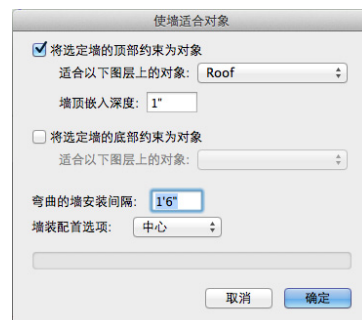 使墙适合对象
将选定墙的顶部约束为对象
适合以下图层上的对象: Roof
墙顶嵌入深度: 1"
将选定墙的底部约束为对象
适合以下图层上的对象:
弯曲的墙安装间隔: 1'6"
墙装配首选项: 中心
取消 确定